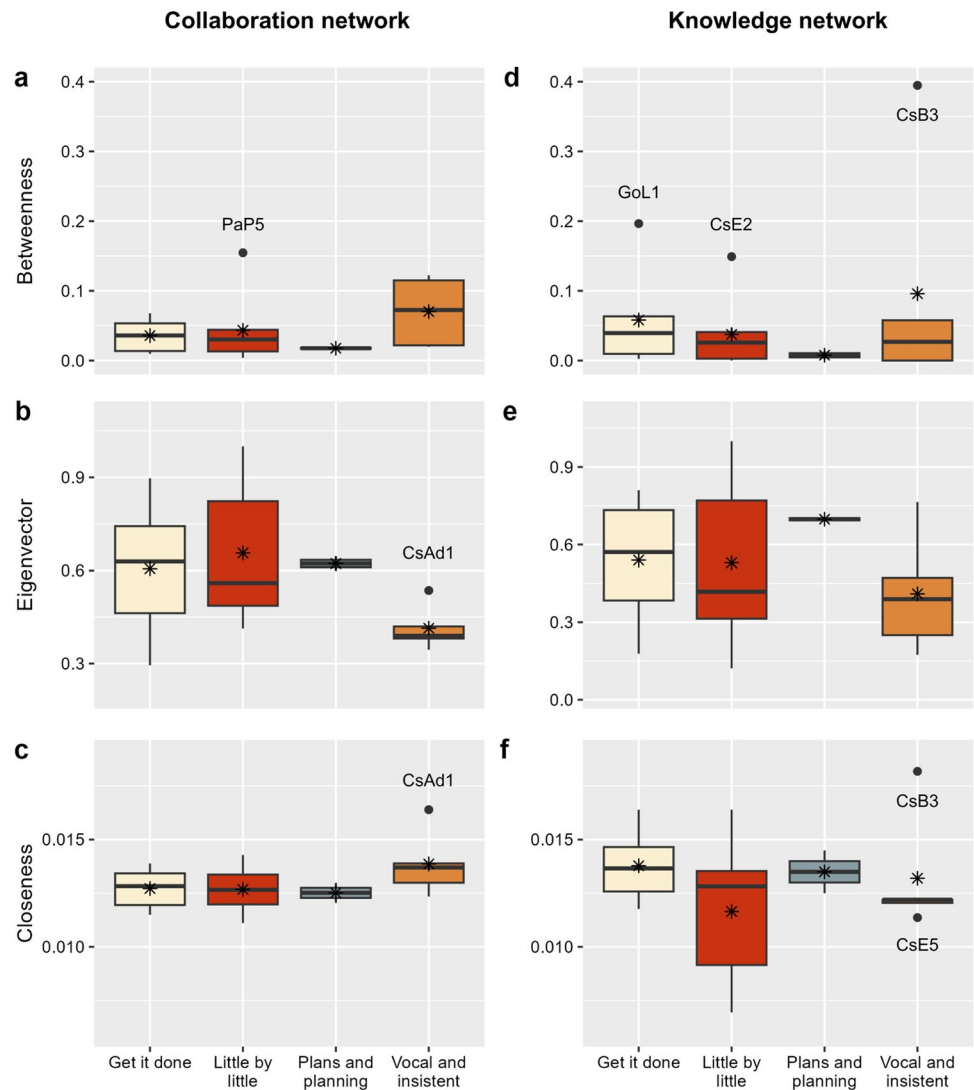 Collaboration network
Knowledge network
a
d
Betweenness
0.4
0.3
0.2
0.1
0.0
PaP5
0.4
0.3
0.2
0.1
0.0
GoL1
CsE2
CsB3
b
e
Eigenvector
0.9
0.6
0.3
CsAd1
0.9
0.6
0.3
0.0
c
f
Closeness
0.015
0.010
CsAd1
0.015
0.010
CsB3
CsE5
Get it done
Little by
little
Plans and
planning
Vocal and
insistent
Get it done
Little by
little
Plans and
planning
Vocal and
insistent